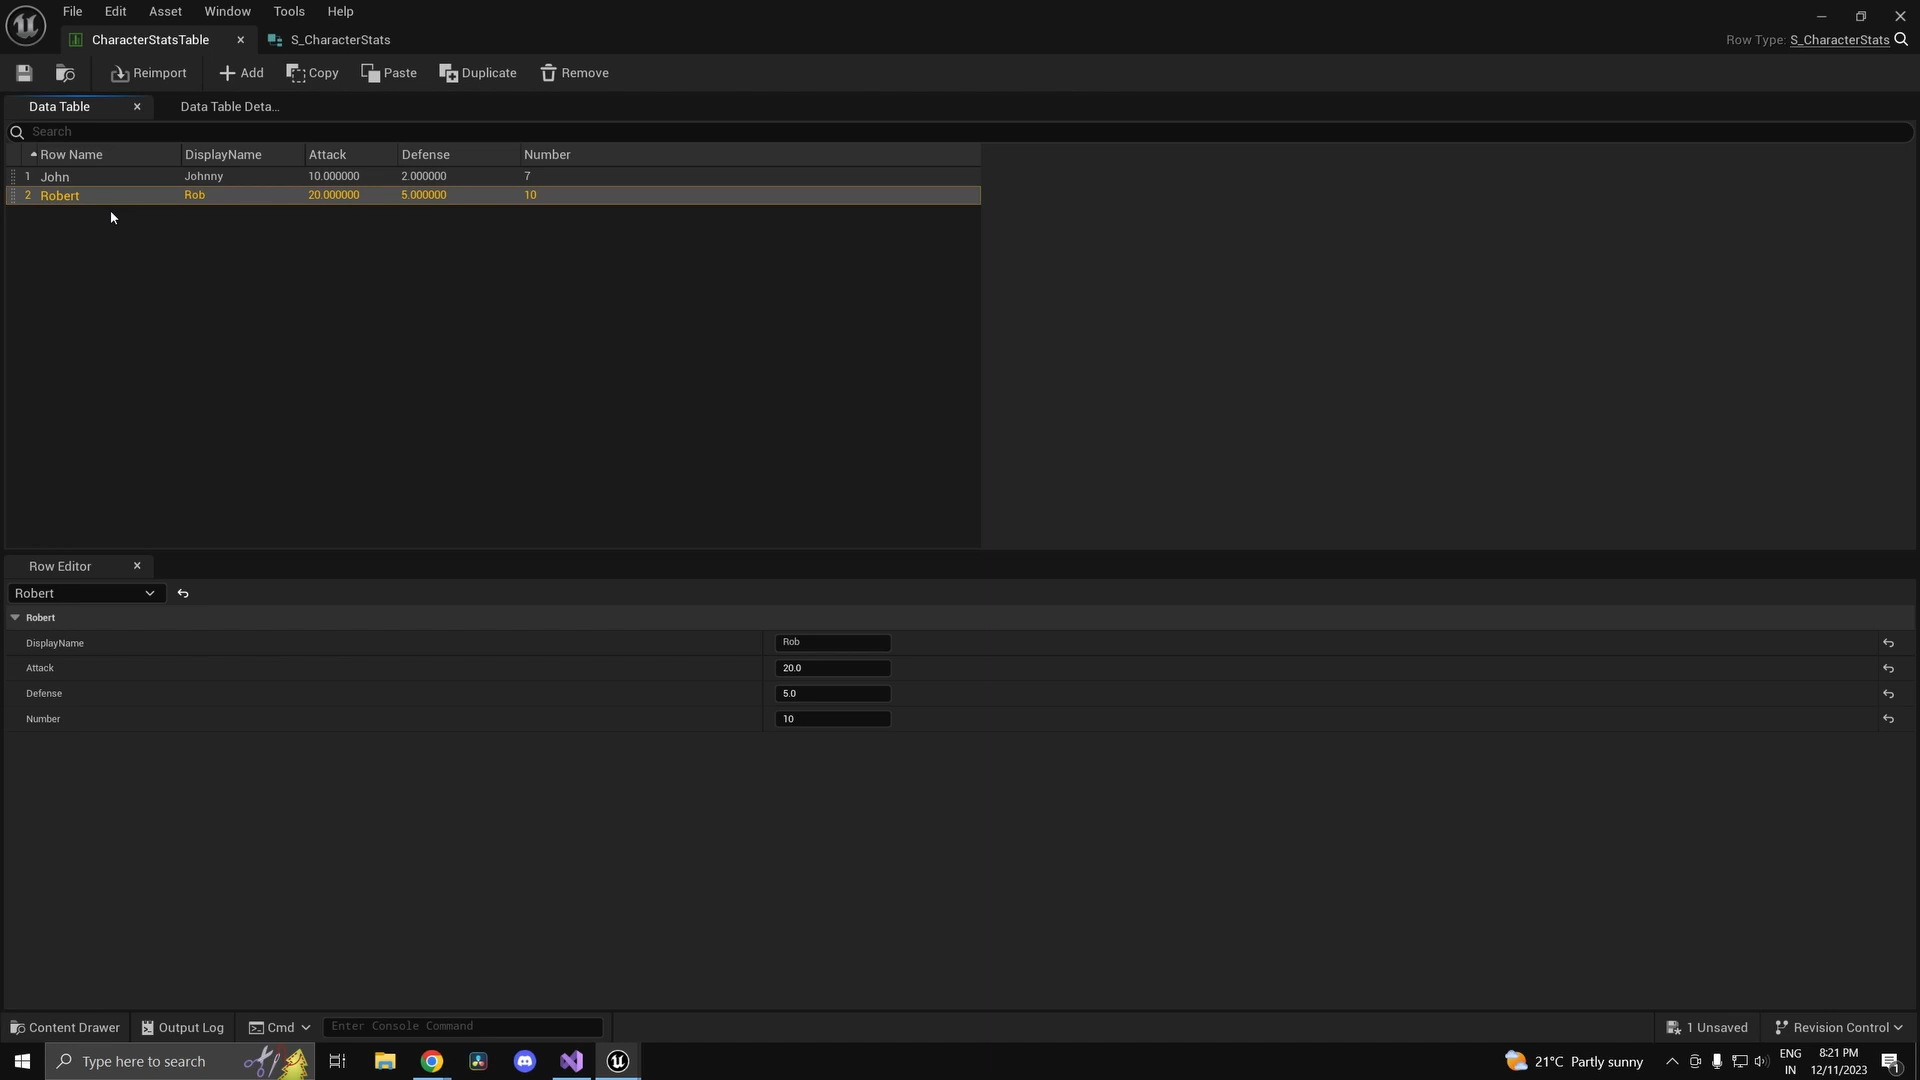 File Edit Asset Window Tools Help
CharacterStatsTable S_CharacterStats Row Type: S_CharacterStats
Reimport Add Copy Paste Duplicate Remove
Data Table Data Table Deta...
Search
Row Name DisplayName Attack Defense Number
1 John Johnny 10.000000 2.000000 7
2 Robert Rob 20.000000 5.000000 10
Row Editor
Robert
Robert
DisplayName Rob
Attack 20.0
Defense 5.0
Number 10
Content Drawer Output Log Cmd Enter Console Command 1 Unsaved Revision Control
Type here to search 21°C Partly sunny ENG IN 8:21 PM 12/11/2023 1